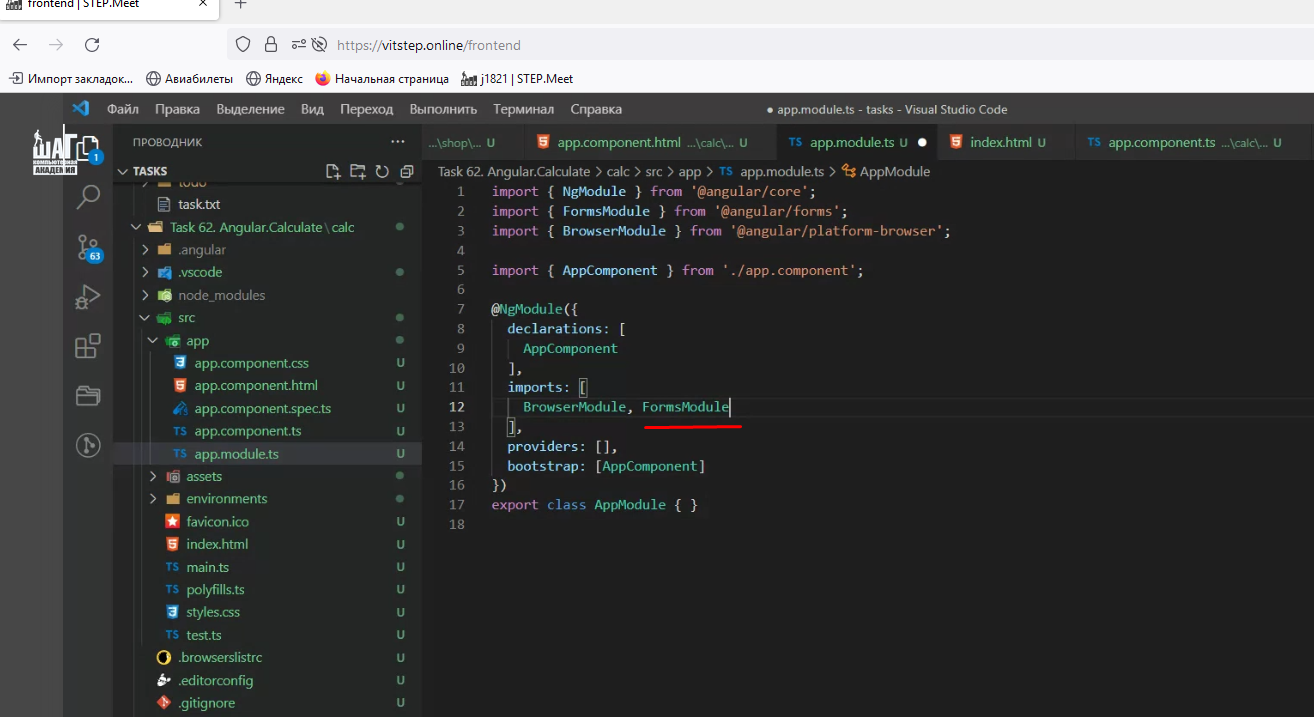 frontend | STEP.Meet
https://vitstep.online/frontend
Импорт закладок... Авиабилеты Яндекс Начальная страница j1821 | STEP.Meet
Файл Правка Выделение Вид Переход Выполнить Терминал Справка ● app.module.ts - tasks - Visual Studio Code
ШАГ
КОМПЬЮТЕРНАЯ
АКАДЕМИЯ
1
63
ПРОВОДНИК
TASKS
todo
task.txt
Task 62. Angular.Calculate \ calc
.angular
.vscode
node_modules
src
app
app.component.css U
app.component.html U
app.component.spec.ts U
app.component.ts U
app.module.ts U
assets
environments
favicon.ico U
index.html U
main.ts U
polyfills.ts U
styles.css U
test.ts U
.browserslistrc U
.editorconfig U
.gitignore U
...\shop\... U app.component.html ...\calc\... U TS app.module.ts U index.html U TS app.component.ts ...\calc\... U
Task 62. Angular.Calculate > calc > src > app > TS app.module.ts > AppModule
1 import { NgModule } from '@angular/core';
2 import { FormsModule } from '@angular/forms';
3 import { BrowserModule } from '@angular/platform-browser';
4
5 import { AppComponent } from './app.component';
6
7 @NgModule({
8 declarations: [
9 AppComponent
10 ],
11 imports: [
12 BrowserModule, FormsModule
13 ],
14 providers: [],
15 bootstrap: [AppComponent]
16 })
17 export class AppModule { }
18